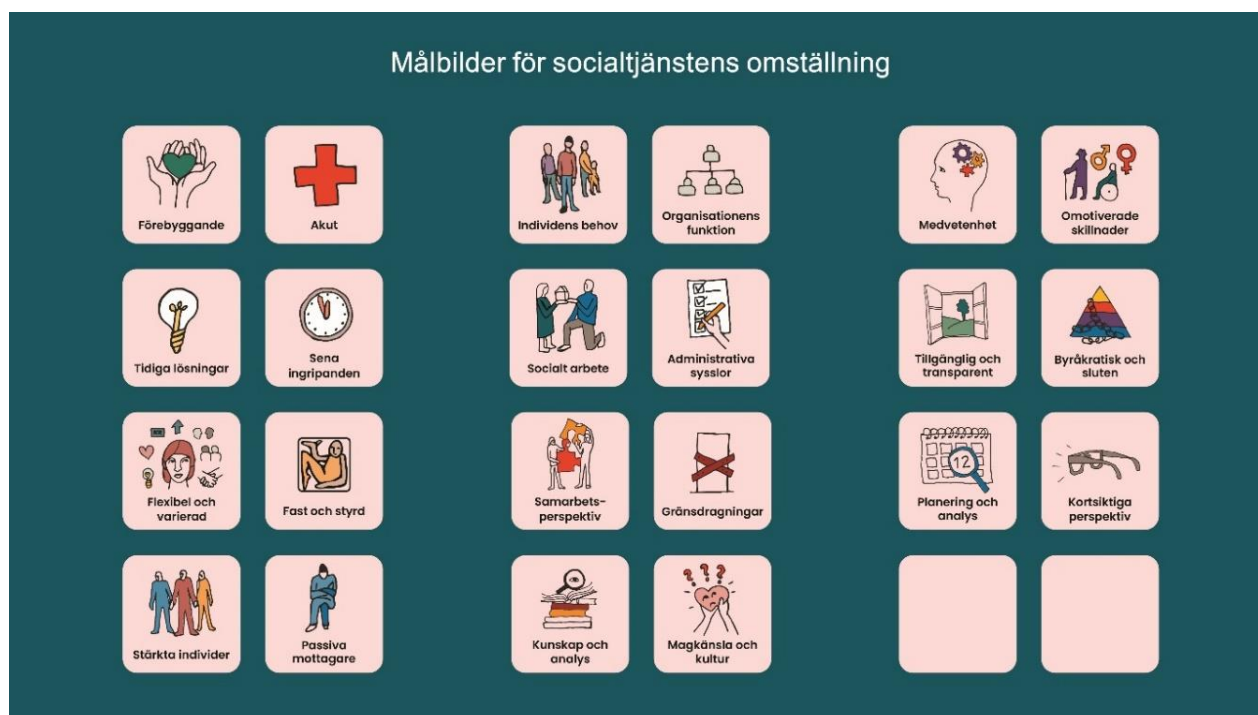 Målbilder för socialtjänstens omställning
Förebyggande
Akut
Tidiga lösningar
Sena
ingripanden
Flexibel och
varierad
Fast och styrd
Stärkta individer
Passiva
mottagare
Individens behov
Organisationens
funktion
Socialt arbete
Administrativa
sysslor
Samarbets-
perspektiv
Gränsdragningar
Kunskap och
analys
Magkänsla och
kultur
???
Medvetenhet
Omotiverade
skillnader
Tillgänglig och
transparent
Byråkratisk och
sluten
12
Planering och
analys
Kortsiktiga
perspektiv